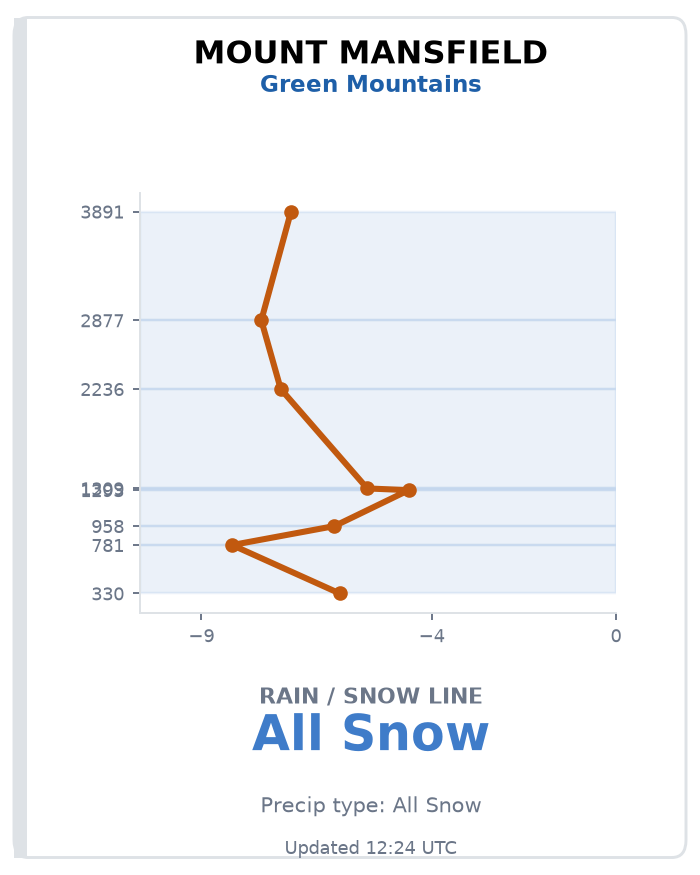 MOUNT MANSFIELD
Green Mountains
3891
2877
2236
958
781
330
−9
−4
0
RAIN / SNOW LINE
All Snow
Precip type: All Snow
Updated 12:24 UTC